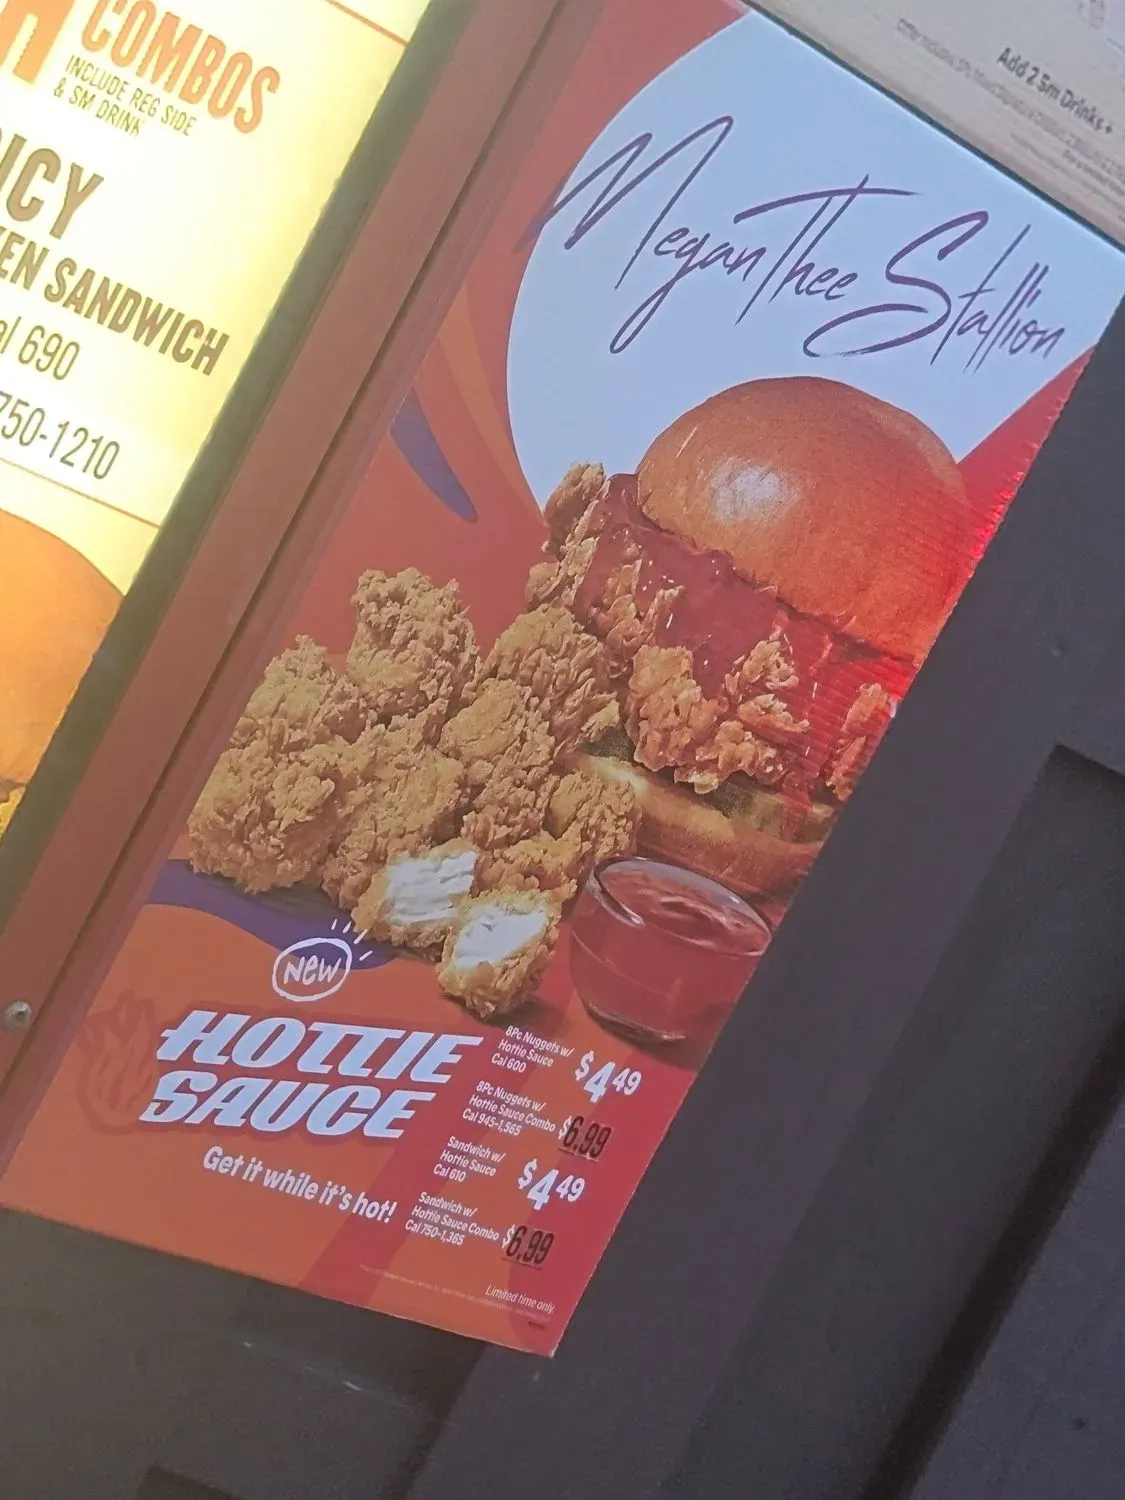 COMBOS
INCLUDE REG SIDE
& SM DRINK
SANDWICH
690
750-1210
Add 2 Sm Drinks+
Megan Thee Stallion
New
HOTTIE
SAUCE
Get it while it's hot!
8Pc Nuggets w/
Hottie Sauce
Cal 600
$4 49
8Pc Nuggets w/
Hottie Sauce Combo
Cal 945-1,565
$6.99
Sandwich w/
Hottie Sauce
Cal 610
$4 49
Sandwich w/
Hottie Sauce Combo
Cal 750-1,365
$6.99
Limited time only.